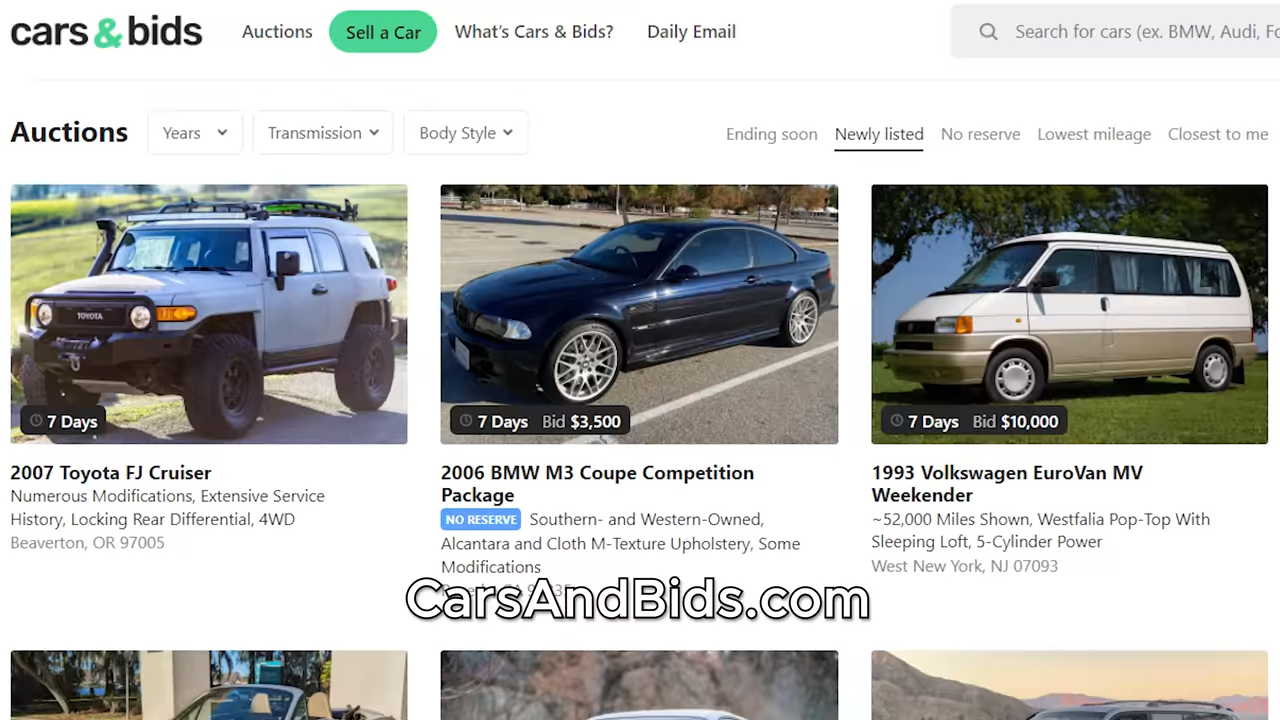 cars & bids
Auctions
Sell a Car
What's Cars & Bids?
Daily Email
Search for cars (ex. BMW, Audi, Fo
Auctions
Years
Transmission
Body Style
Ending soon
Newly listed
No reserve
Lowest mileage
Closest to me
TOYOTA
7 Days
7 Days Bid $3,500
7 Days Bid $10,000
2007 Toyota FJ Cruiser
Numerous Modifications, Extensive Service
History, Locking Rear Differential, 4WD
Beaverton, OR 97005
2006 BMW M3 Coupe Competition
Package
NO RESERVE Southern- and Western-Owned,
Alcantara and Cloth M-Texture Upholstery, Some
Modifications
1993 Volkswagen EuroVan MV
Weekender
~52,000 Miles Shown, Westfalia Pop-Top With
Sleeping Loft, 5-Cylinder Power
West New York, NJ 07093
CarsAndBids.com